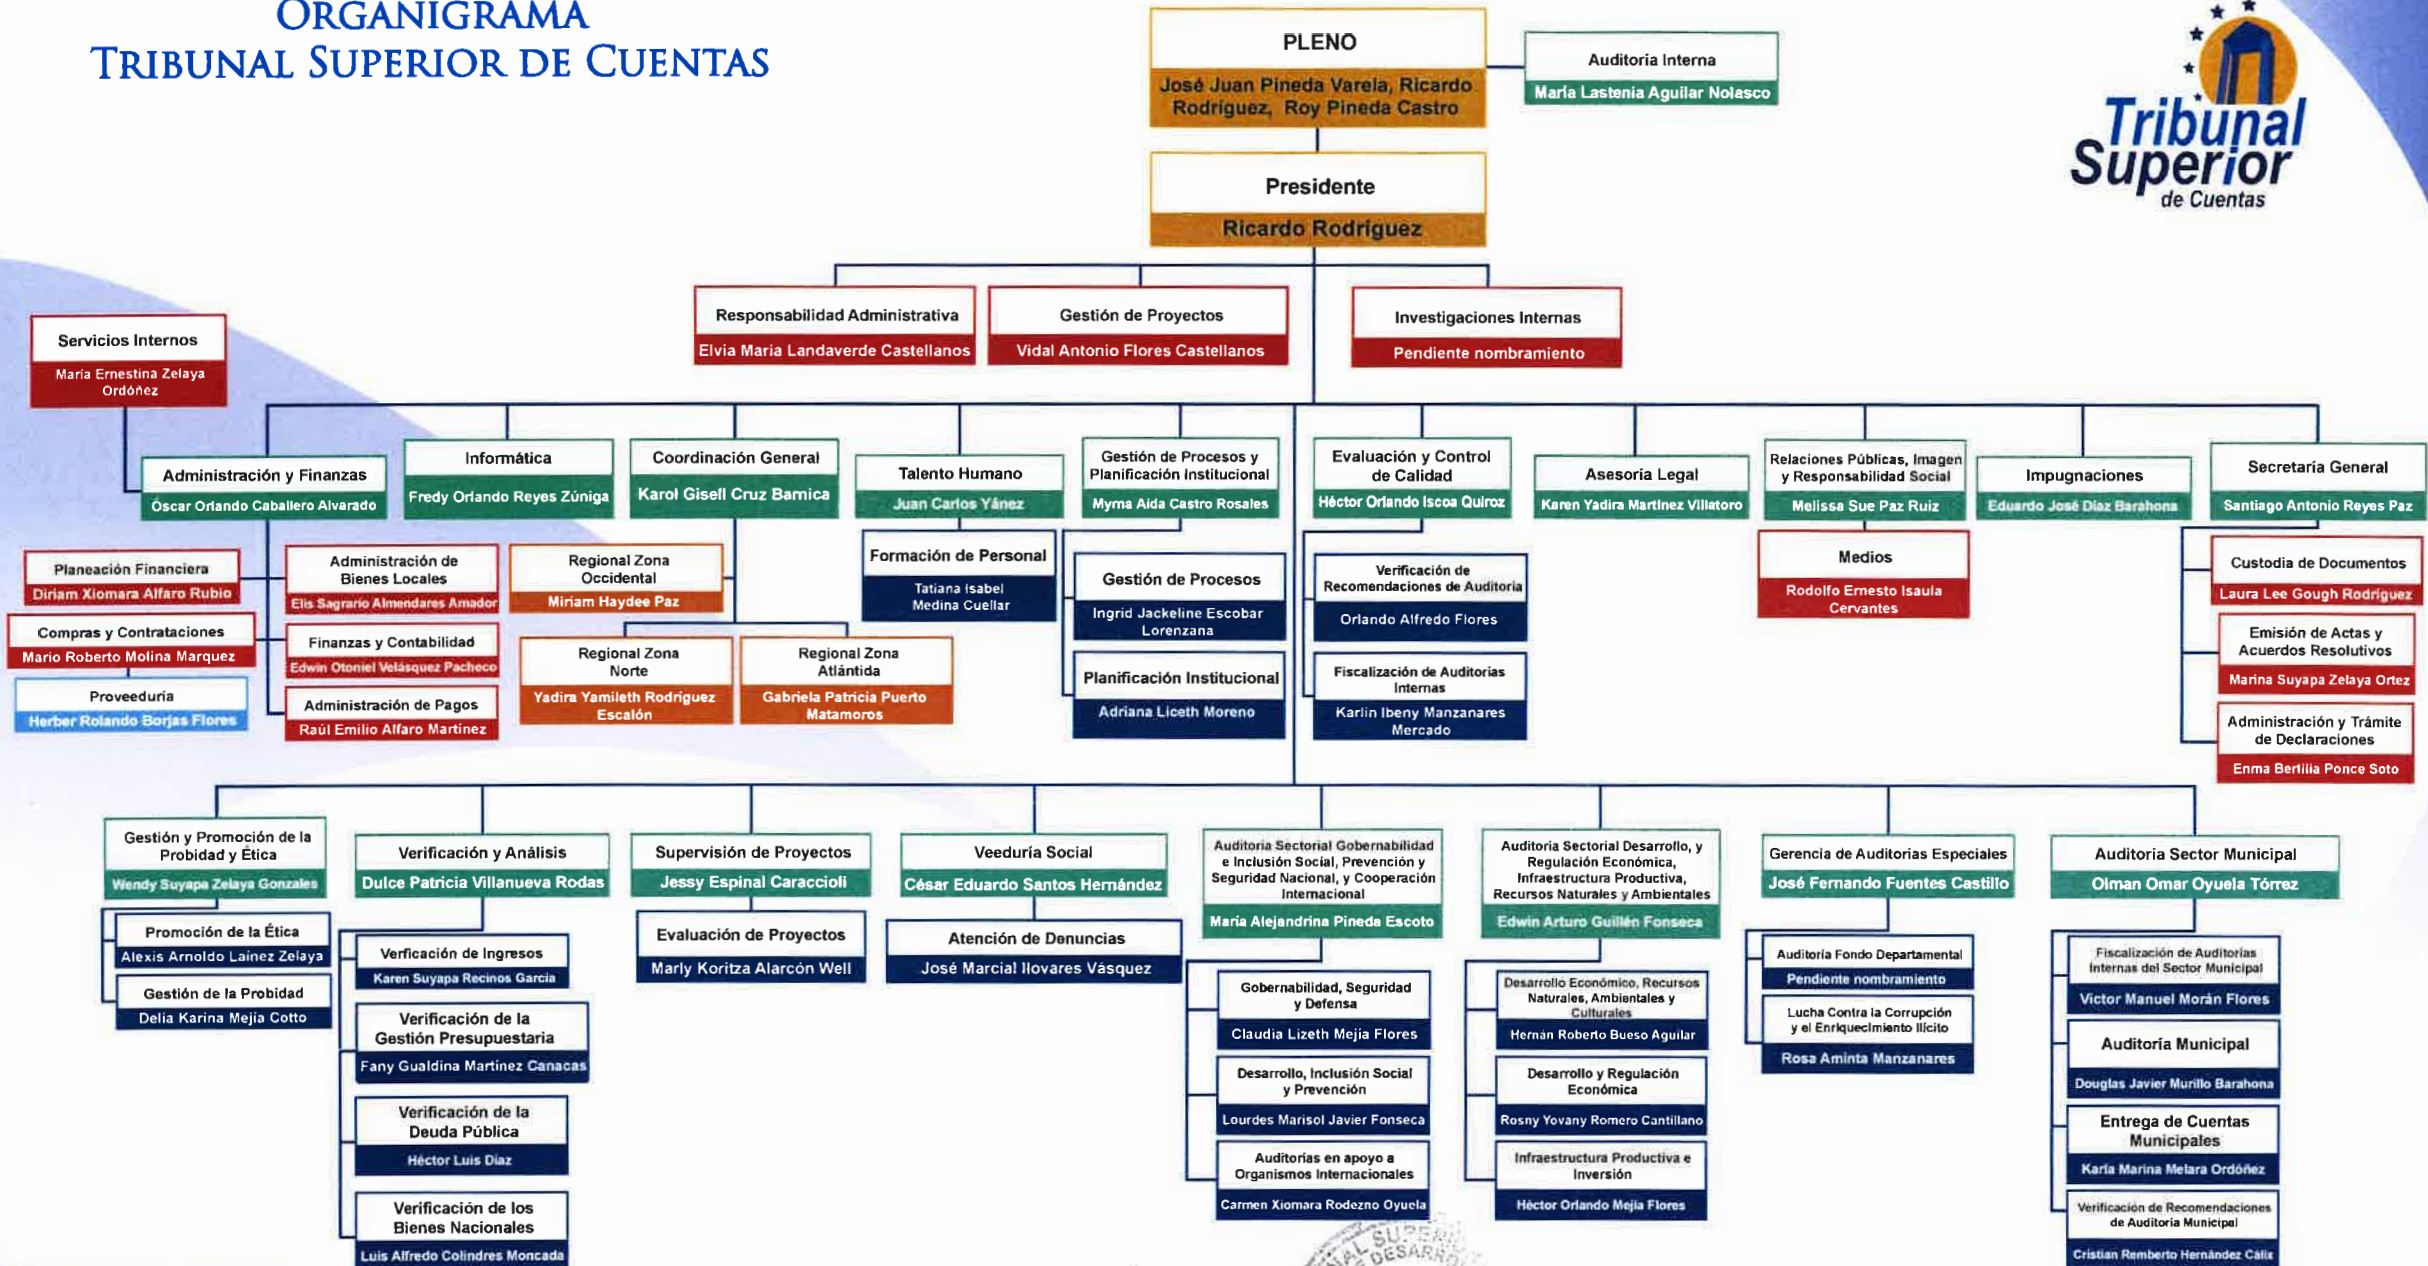 ORGANIGRAMA
TRIBUNAL SUPERIOR DE CUENTAS
PLENO
José Juan Pineda Varela, Ricardo
Rodríguez, Roy Pineda Castro
Auditoría Interna
María Lastenia Aguilar Nolasco
Tribunal
Superior
de Cuentas
Presidente
Ricardo Rodríguez
Responsabilidad Administrativa
Elvia Maria Landaverde Castellanos
Gestión de Proyectos
Vidal Antonio Flores Castellanos
Investigaciones Internas
Pendiente nombramiento
Servicios Internos
María Ernestina Zelaya
Ordóñez
Administración y Finanzas
Óscar Orlando Caballero Alvarado
Informática
Fredy Orlando Reyes Zúniga
Coordinación General
Karol Gisell Cruz Barnica
Talento Humano
Juan Carlos Yánez
Gestión de Procesos y
Planificación Institucional
Myrna Aida Castro Rosales
Evaluación y Control
de Calidad
Héctor Orlando Iscoa Quiroz
Asesoría Legal
Karen Yadira Martínez Villatoro
Relaciones Públicas, Imagen
y Responsabilidad Social
Melissa Sue Paz Ruiz
Impugnaciones
Eduardo José Díaz Barahona
Secretaría General
Santiago Antonio Reyes Paz
Planeación Financiera
Diriam Xiomara Alfaro Rubio
Compras y Contrataciones
Mario Roberto Molina Marquez
Proveeduría
Herber Rolando Borjas Flores
Administración de
Bienes Locales
Elis Sagrario Almendares Amador
Finanzas y Contabilidad
Edwin Otoniel Velásquez Pacheco
Administración de Pagos
Raúl Emilio Alfaro Martínez
Regional Zona
Occidental
Miriam Haydee Paz
Regional Zona
Norte
Yadira Yamileth Rodríguez
Escalón
Regional Zona
Atlántida
Gabriela Patricia Puerto
Matamoros
Formación de Personal
Tatiana Isabel
Medina Cuellar
Gestión de Procesos
Ingrid Jackeline Escobar
Lorenzana
Planificación Institucional
Adriana Liceth Moreno
Verificación de
Recomendaciones de Auditoría
Orlando Alfredo Flores
Fiscalización de Auditorías
Internas
Karlin Ibeny Manzanares
Mercado
Medios
Rodolfo Ernesto Isaula
Cervantes
Custodia de Documentos
Laura Lee Gough Rodríguez
Emisión de Actas y
Acuerdos Resolutivos
Marina Suyapa Zelaya Ortez
Administración y Trámite
de Declaraciones
Enma Bertilia Ponce Soto
Gestión y Promoción de la
Probidad y Ética
Wendy Suyapa Zelaya Gonzales
Promoción de la Ética
Alexis Arnoldo Laínez Zelaya
Gestión de la Probidad
Delia Karina Mejía Cotto
Verificación y Análisis
Dulce Patricia Villanueva Rodas
Verficación de Ingresos
Karen Suyapa Recinos Garcia
Verificación de la
Gestión Presupuestaria
Fany Gualdina Martínez Canacas
Verificación de la
Deuda Pública
Héctor Luis Diaz
Verificación de los
Bienes Nacionales
Luis Alfredo Colindres Moncada
Supervisión de Proyectos
Jessy Espinal Caraccioli
Evaluación de Proyectos
Marly Koritza Alarcón Well
Veeduría Social
César Eduardo Santos Hernández
Atención de Denuncias
José Marcial Ilovares Vásquez
Auditoría Sectorial Gobernabilidad
e Inclusión Social, Prevención y
Seguridad Nacional, y Cooperación
Internacional
María Alejandrina Pineda Escoto
Gobernabilidad, Seguridad
y Defensa
Claudia Lizeth Mejía Flores
Desarrollo, Inclusión Social
y Prevención
Lourdes Marisol Javier Fonseca
Auditorías en apoyo a
Organismos Internacionales
Carmen Xiomara Rodezno Oyuela
Auditoría Sectorial Desarrollo, y
Regulación Económica,
Infraestructura Productiva,
Recursos Naturales y Ambientales
Edwin Arturo Guillén Fonseca
Desarrollo Económico, Recursos
Naturales, Ambientales y
Culturales
Hernán Roberto Bueso Aguilar
Desarrollo y Regulación
Económica
Rosny Yovany Romero Cantillano
Infraestructura Productiva e
Inversión
Héctor Orlando Mejía Flores
Gerencia de Auditorías Especiales
José Fernando Fuentes Castillo
Auditoría Fondo Departamental
Pendiente nombramiento
Lucha Contra la Corrupción
y el Enriquecimiento Ilícito
Rosa Aminta Manzanares
Auditoría Sector Municipal
Olman Omar Oyuela Tórrez
Fiscalización de Auditorías
Internas del Sector Municipal
Victor Manuel Morán Flores
Auditoría Municipal
Douglas Javier Murillo Barahona
Entrega de Cuentas
Municipales
Karla Marina Melara Ordóñez
Verificación de Recomendaciones
de Auditoría Municipal
Cristian Remberto Hernández Cálix